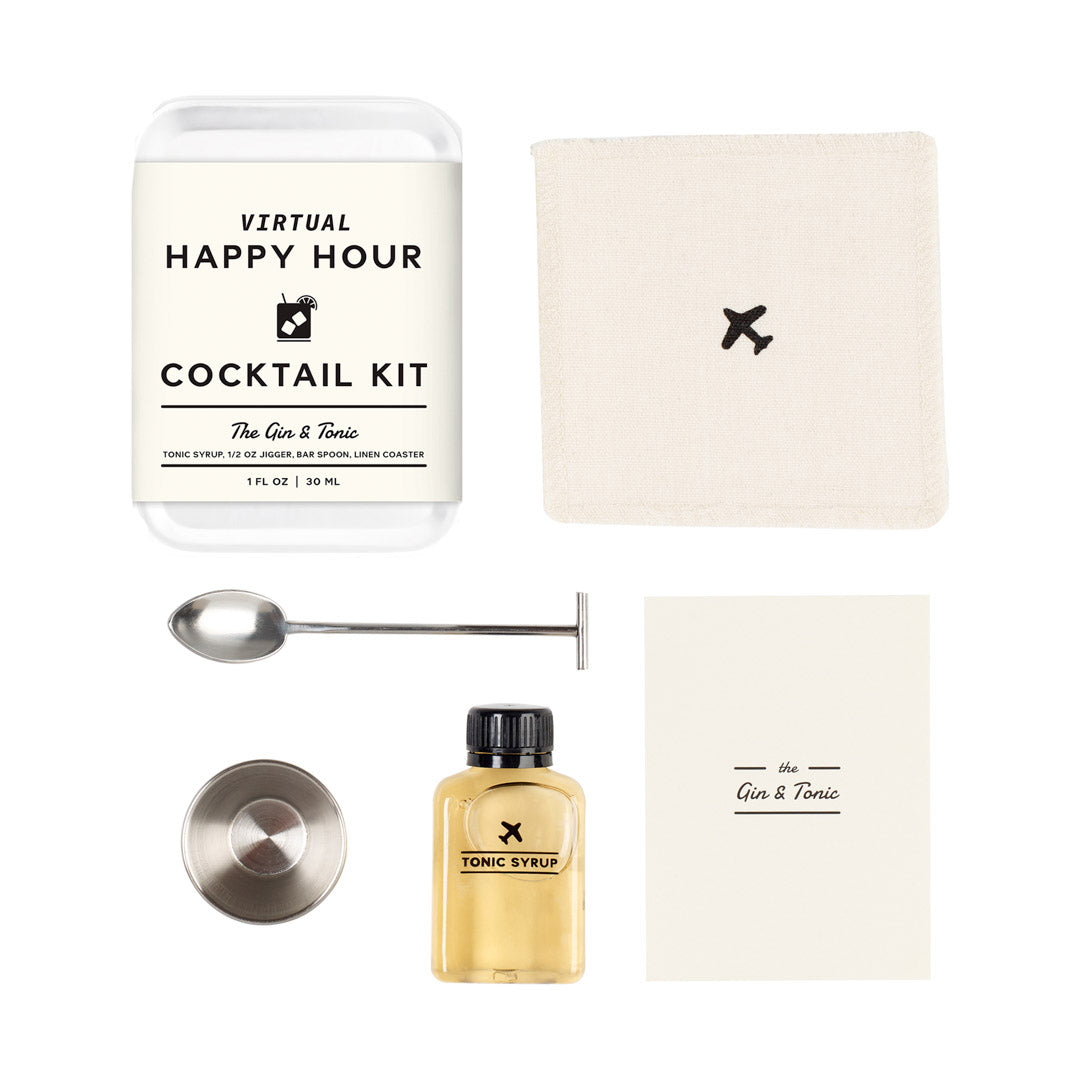 VIRTUAL
HAPPY HOUR
COCKTAIL KIT
The Gin & Tonic
TONIC SYRUP, 1/2 OZ JIGGER, BAR SPOON, LINEN COASTER
1 FL OZ | 30 ML
TONIC SYRUP
the
Gin & Tonic